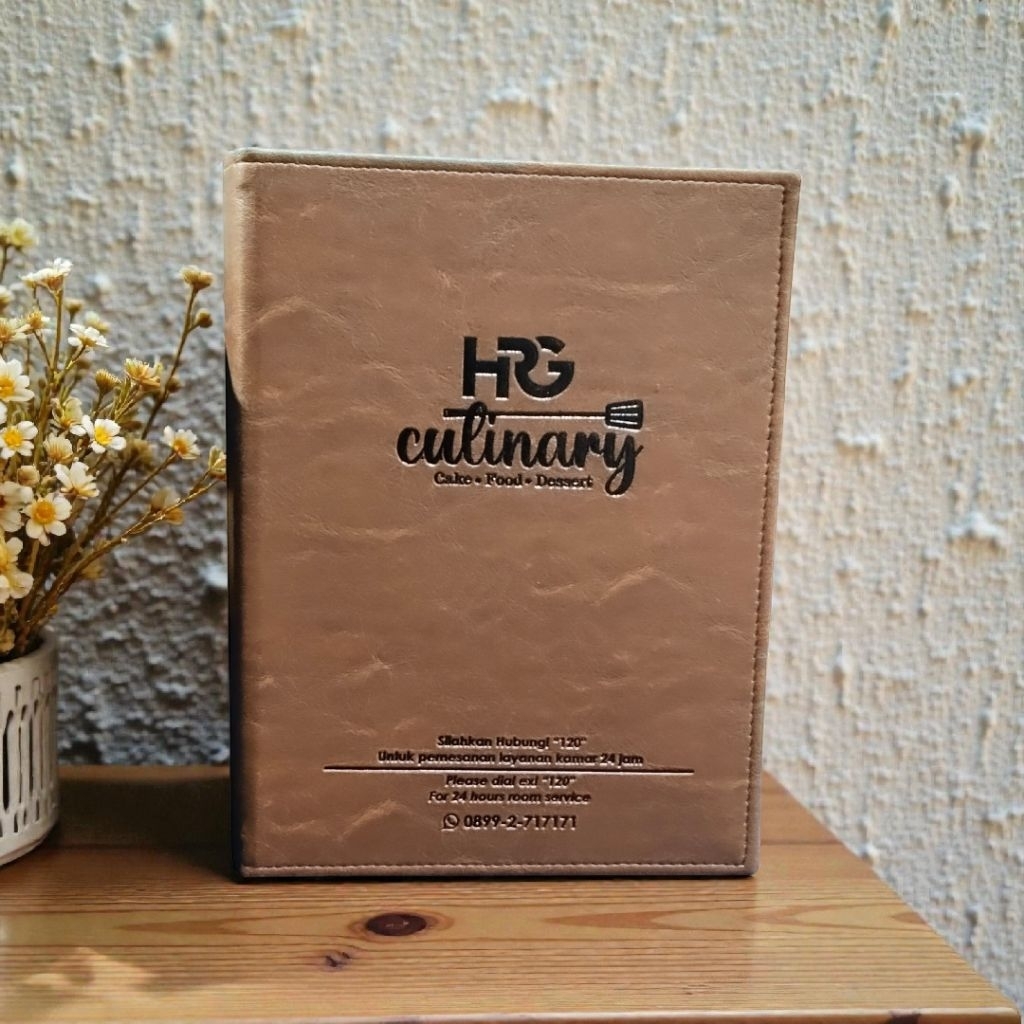 HRG
culinary
Cake • Food • Dessert
Silahkan Hubungi "120"
Untuk pemesanan layanan kamar 24 jam
Please dial ext "120"
For 24 hours room service
0899-2-717171